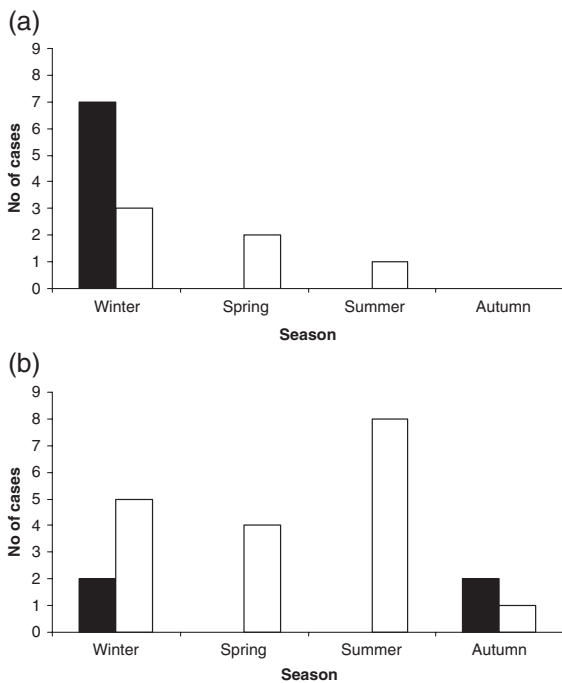 (a)
9
8
7
6
5
4
3
2
1
0
No of cases
Winter Spring Summer Autumn
Season
(b)
9
8
7
6
5
4
3
2
1
0
No of cases
Winter Spring Summer Autumn
Season